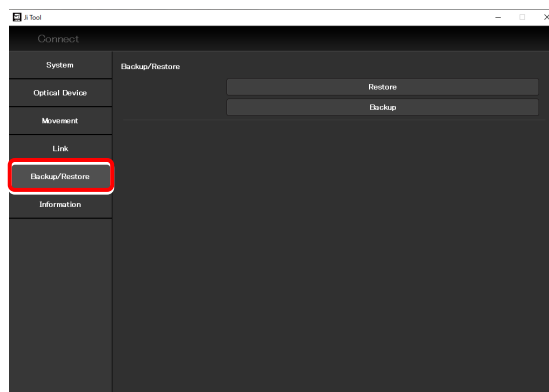 Ji Tool
Connect
System
Optical Device
Movement
Link
Backup/Restore
Information
Backup/Restore
Restore
Backup